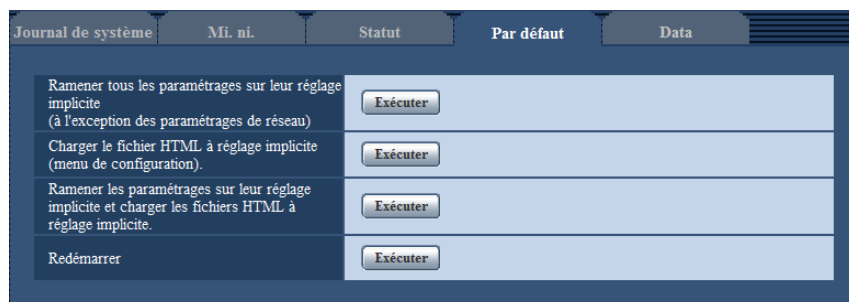 Journal de système Mi. ni. Statut Par défaut Data
Ramener tous les paramétrages sur leur réglage
implicite
(à l'exception des paramétrages de réseau)
Exécuter
Charger le fichier HTML à réglage implicite
(menu de configuration).
Exécuter
Ramener les paramétrages sur leur réglage
implicite et charger les fichiers HTML à
réglage implicite.
Exécuter
Redémarrer
Exécuter